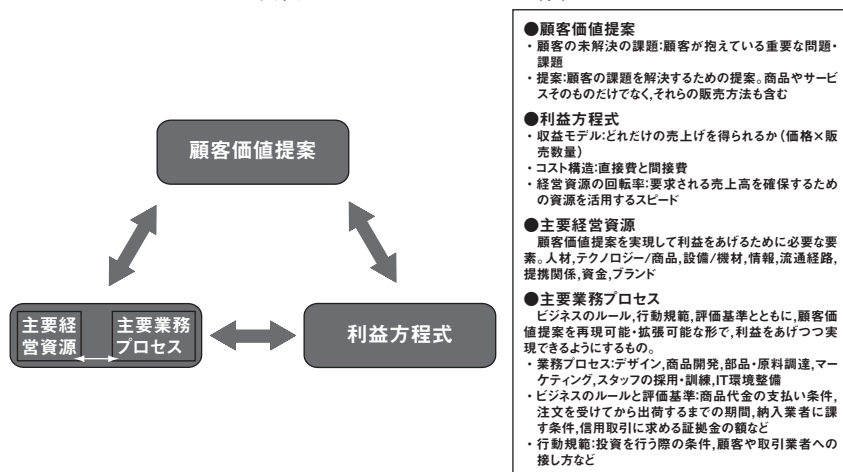 顧客価値提案
主要経
営資源
主要業務
プロセス
利益方程式
●顧客価値提案
・顧客の未解決の課題:顧客が抱えている重要な問題・
課題
・提案:顧客の課題を解決するための提案。商品やサービ
スそのものだけでなく,それらの販売方法も含む
●利益方程式
・収益モデル:どれだけの売上げを得られるか(価格×販
売数量)
・コスト構造:直接費と間接費
・経営資源の回転率:要求される売上高を確保するため
の資源を活用するスピード
●主要経営資源
顧客価値提案を実現して利益をあげるために必要な要
素。人材,テクノロジー/商品,設備/機材,情報,流通経路,
提携関係,資金,ブランド
●主要業務プロセス
ビジネスのルール,行動規範,評価基準とともに,顧客価
値提案を再現可能・拡張可能な形で,利益をあげつつ実
現できるようにするもの。
・業務プロセス:デザイン,商品開発,部品・原料調達,マー
ケティング,スタッフの採用・訓練,IT環境整備
・ビジネスのルールと評価基準:商品代金の支払い条件,
注文を受けてから出荷するまでの期間,納入業者に課
す条件,信用取引に求める証拠金の額など
・行動規範:投資を行う際の条件,顧客や取引業者への
接し方など